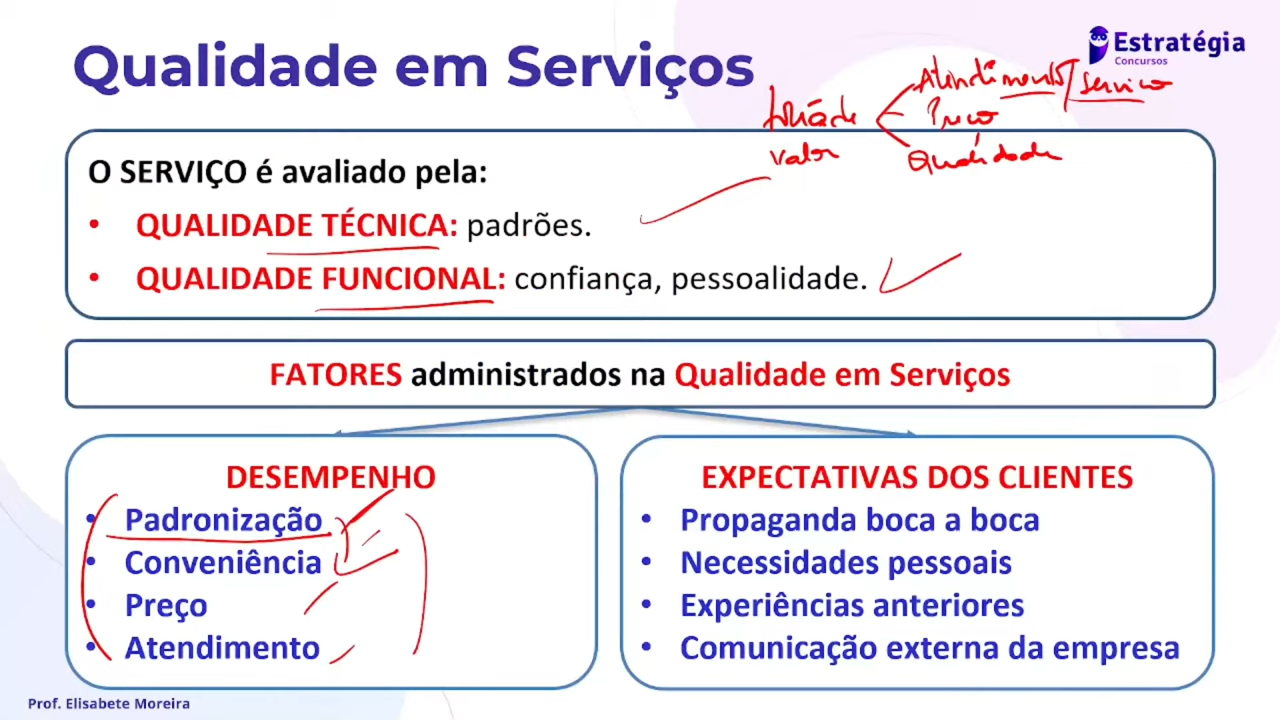 Qualidade em Serviços
Estratégia
Concursos
Atendimento/Serviço
Preço
valor
Qualidade
O SERVIÇO é avaliado pela:
• QUALIDADE TÉCNICA: padrões.
• QUALIDADE FUNCIONAL: confiança, pessoalidade.
FATORES administrados na Qualidade em Serviços
DESEMPENHO
• Padronização
• Conveniência
• Preço
• Atendimento
EXPECTATIVAS DOS CLIENTES
• Propaganda boca a boca
• Necessidades pessoais
• Experiências anteriores
• Comunicação externa da empresa
Prof. Elisabete Moreira